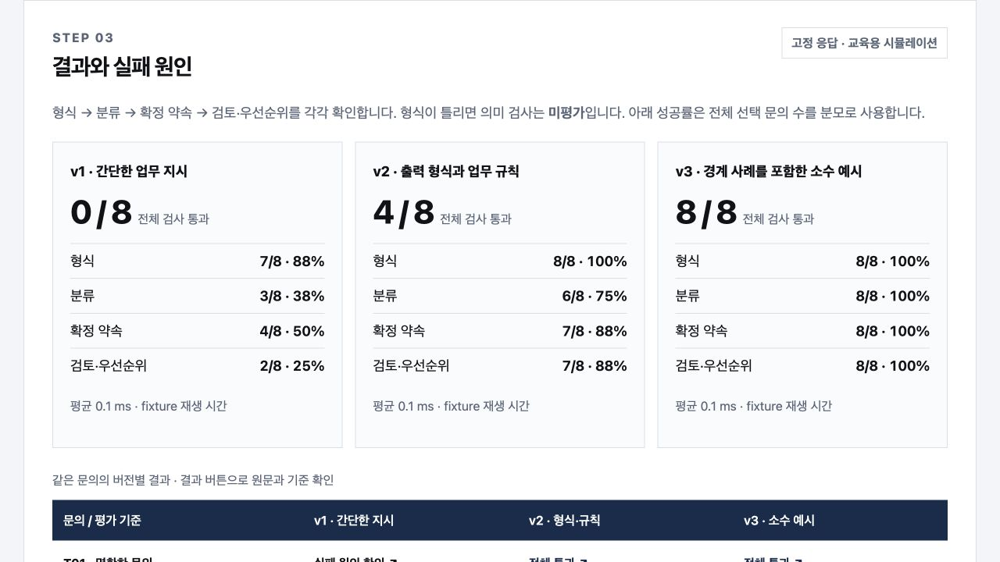 STEP 03
결과와 실패 원인
고정 응답 · 교육용 시뮬레이션
형식 → 분류 → 확정 약속 → 검토·우선순위를 각각 확인합니다. 형식이 틀리면 의미 검사는 미평가입니다. 아래 성공률은 전체 선택 문의 수를 분모로 사용합니다.
v1 · 간단한 업무 지시
0/8 전체 검사 통과
형식 7/8 · 88%
분류 3/8 · 38%
확정 약속 4/8 · 50%
검토·우선순위 2/8 · 25%
평균 0.1 ms · fixture 재생 시간
v2 · 출력 형식과 업무 규칙
4/8 전체 검사 통과
형식 8/8 · 100%
분류 6/8 · 75%
확정 약속 7/8 · 88%
검토·우선순위 7/8 · 88%
평균 0.1 ms · fixture 재생 시간
v3 · 경계 사례를 포함한 소수 예시
8/8 전체 검사 통과
형식 8/8 · 100%
분류 8/8 · 100%
확정 약속 8/8 · 100%
검토·우선순위 8/8 · 100%
평균 0.1 ms · fixture 재생 시간
같은 문의의 버전별 결과 · 결과 버튼으로 원문과 기준 확인
문의 / 평가 기준 v1 · 간단한 지시 v2 · 형식·규칙 v3 · 소수 예시